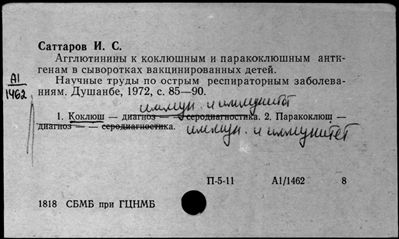 Саттаров И. С.
Агглютинины к коклюшным и паракоклюшным анти-
генам в сыворотках вакцинированных детей.
Научные труды по острым респираторным заболева-
ниям. Душанбе, 1972, с. 85—90.
А1
1462
иммун. и иммунитет
1. Коклюш — диагноз — серодиагностика. 2. Паракоклюш —
диагноз — серодиагностика. иммун. и иммунитет
П-5-11 А1/1462 8
1818 СБМБ при ГЦНМБ